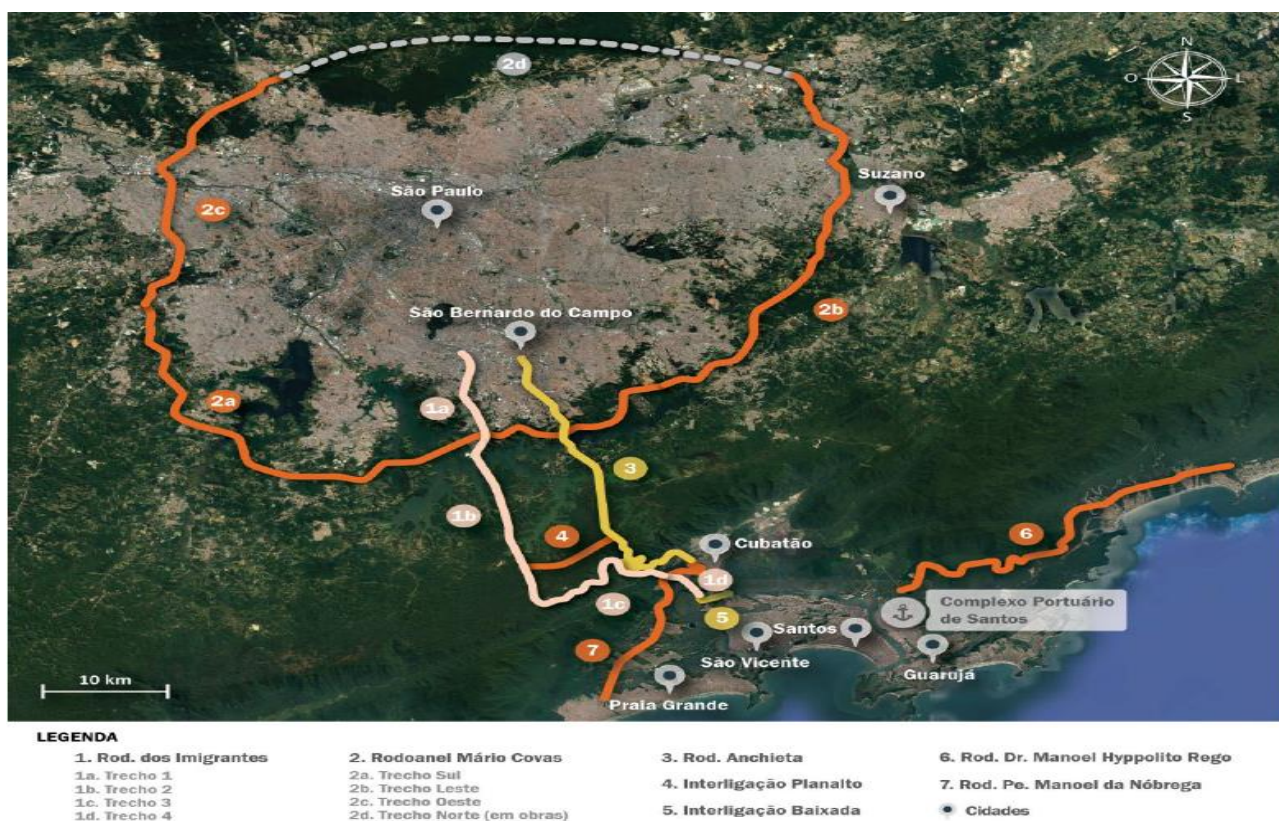 2d
N
O
L
S
São Paulo
Suzano
2c
São Bernardo do Campo
2b
2a
1a
3
1b
4
6
Cubatão
1d
1c
Complexo Portuário
de Santos
5
Santos
7
São Vicente
Guarujá
10 km
Praia Grande
LEGENDA
1. Rod. dos Imigrantes
1a. Trecho 1
1b. Trecho 2
1c. Trecho 3
1d. Trecho 4
2. Rodoanel Mário Covas
2a. Trecho Sul
2b. Trecho Leste
2c. Trecho Oeste
2d. Trecho Norte (em obras)
3. Rod. Anchieta
4. Interligação Planalto
5. Interligação Baixada
6. Rod. Dr. Manoel Hyppolito Rego
7. Rod. Pe. Manoel da Nóbrega
Cidades